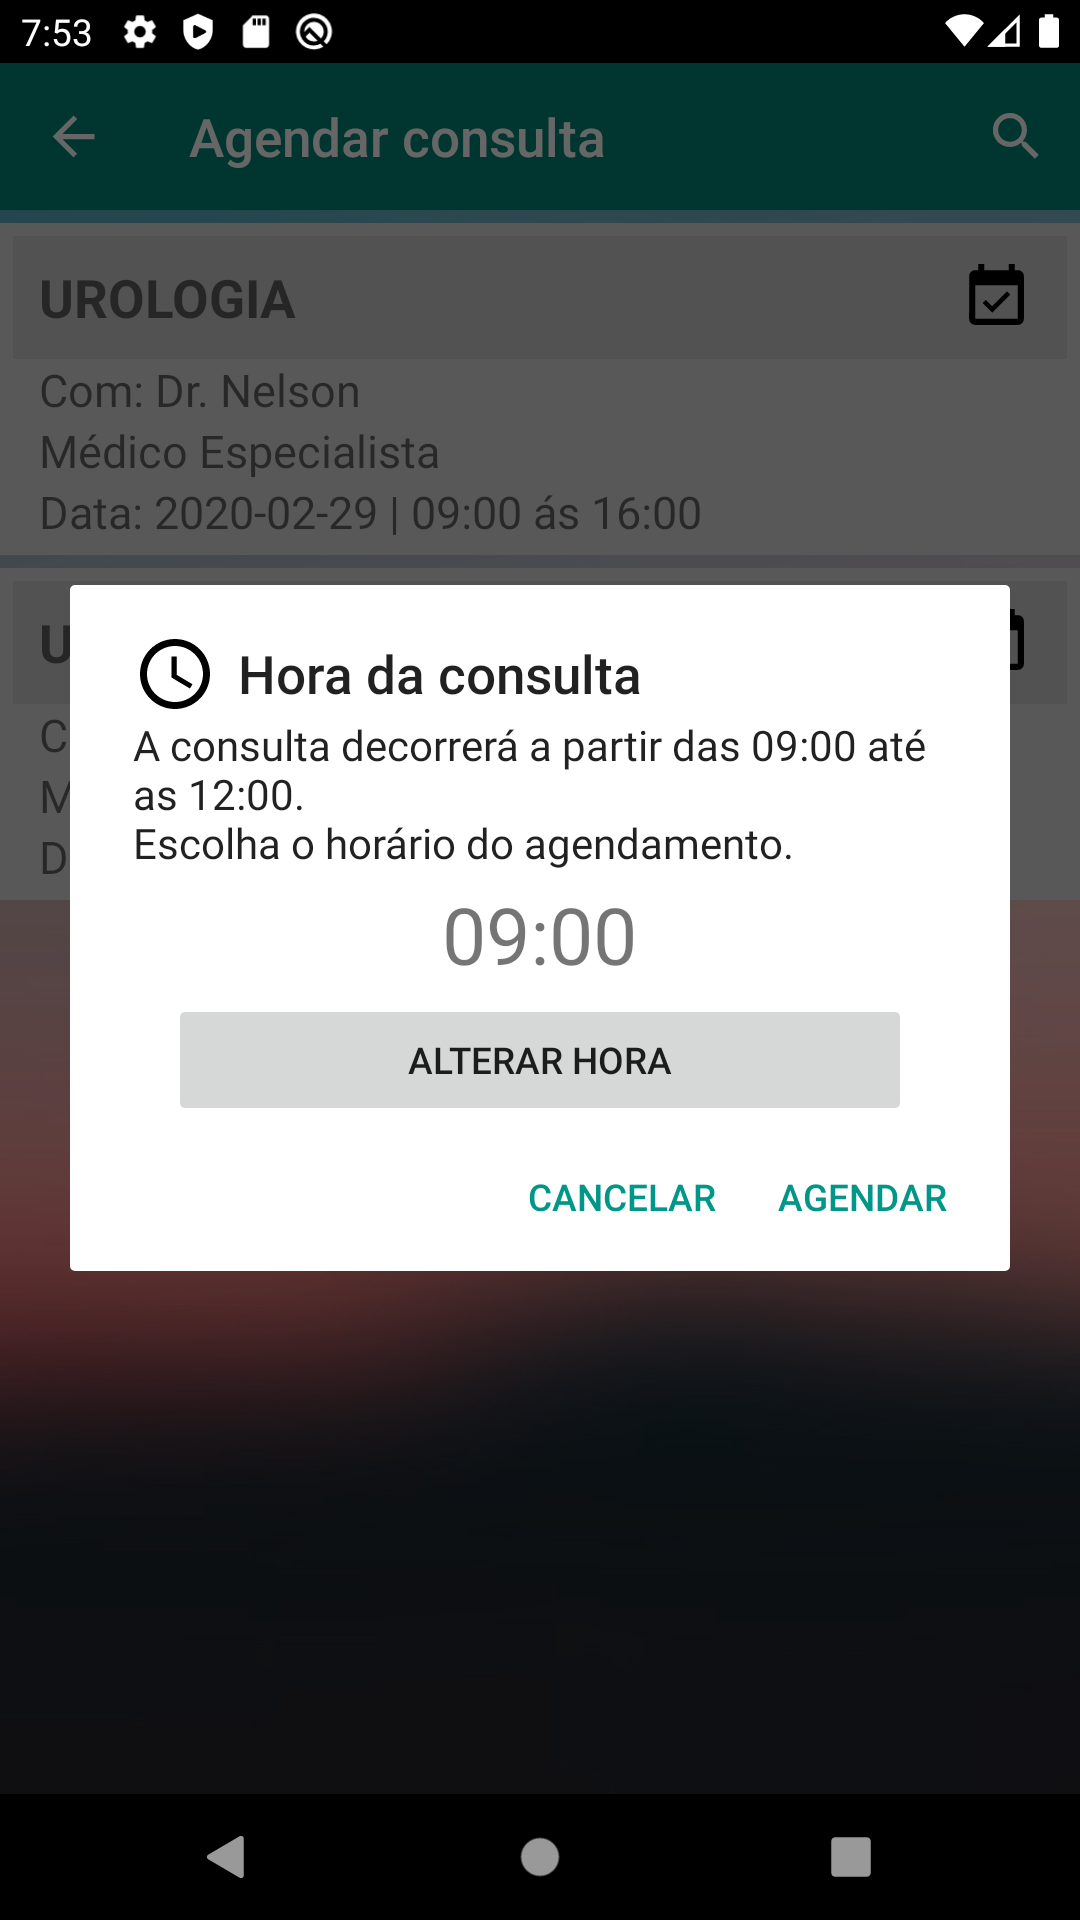 7:53
Agendar consulta
UROLOGIA
Com: Dr. Nelson
Médico Especialista
Data: 2020-02-29 | 09:00 ás 16:00
Hora da consulta
A consulta decorrerá a partir das 09:00 até
as 12:00.
Escolha o horário do agendamento.
09:00
ALTERAR HORA
CANCELAR AGENDAR